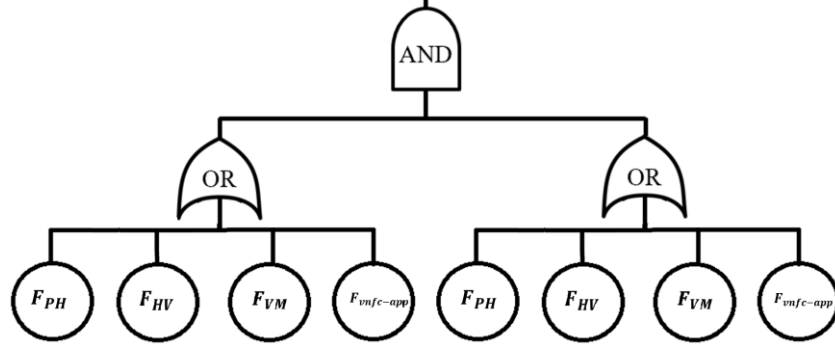 AND
OR OR
F_PH F_HV F_VM F_vnfc-app F_PH F_HV F_VM F_vnfc-app